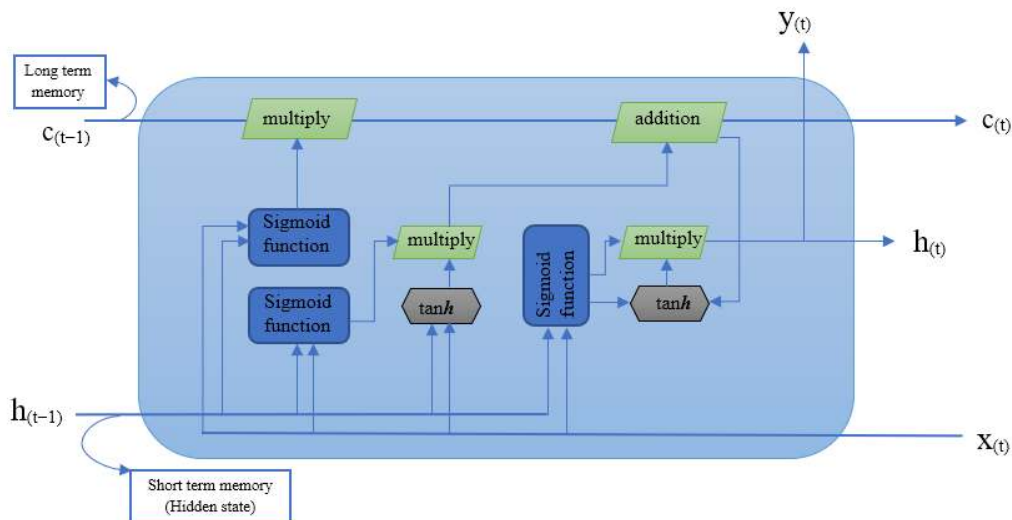 y(t)
Long term
memory
c(t−1)
multiply
addition
c(t)
Sigmoid
function
multiply
Sigmoid
function
multiply
h(t)
Sigmoid
function
tanh
tanh
h(t−1)
x(t)
Short term memory
(Hidden state)